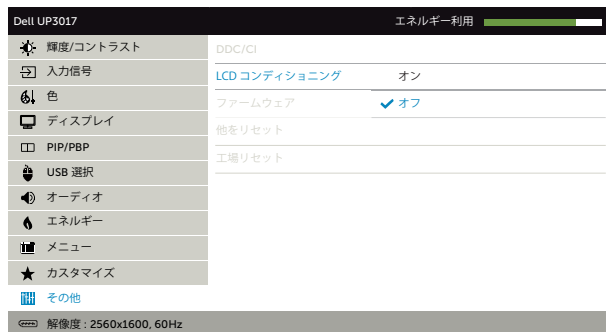 Dell UP3017 エネルギー利用
輝度/コントラスト DDC/CI
入力信号 LCD コンディショニング オン
色 ファームウェア オフ
ディスプレイ 他をリセット
PIP/PBP 工場リセット
USB 選択
オーディオ
エネルギー
メニュー
カスタマイズ
その他
解像度 : 2560x1600, 60Hz